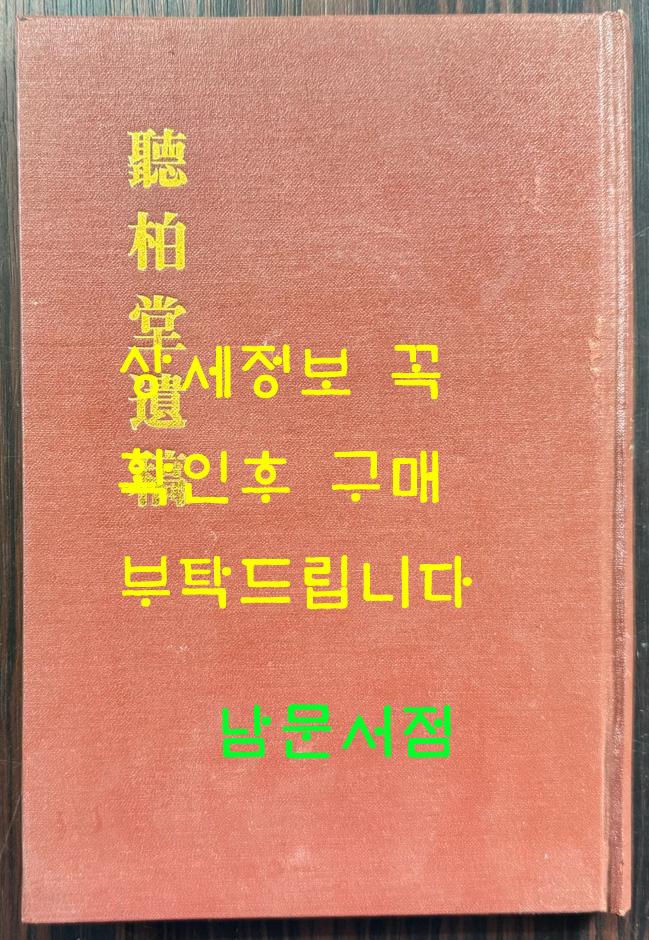 聽柏堂遺稿
상세정보 꼭
확인후 구매
부탁드립니다
남문서점